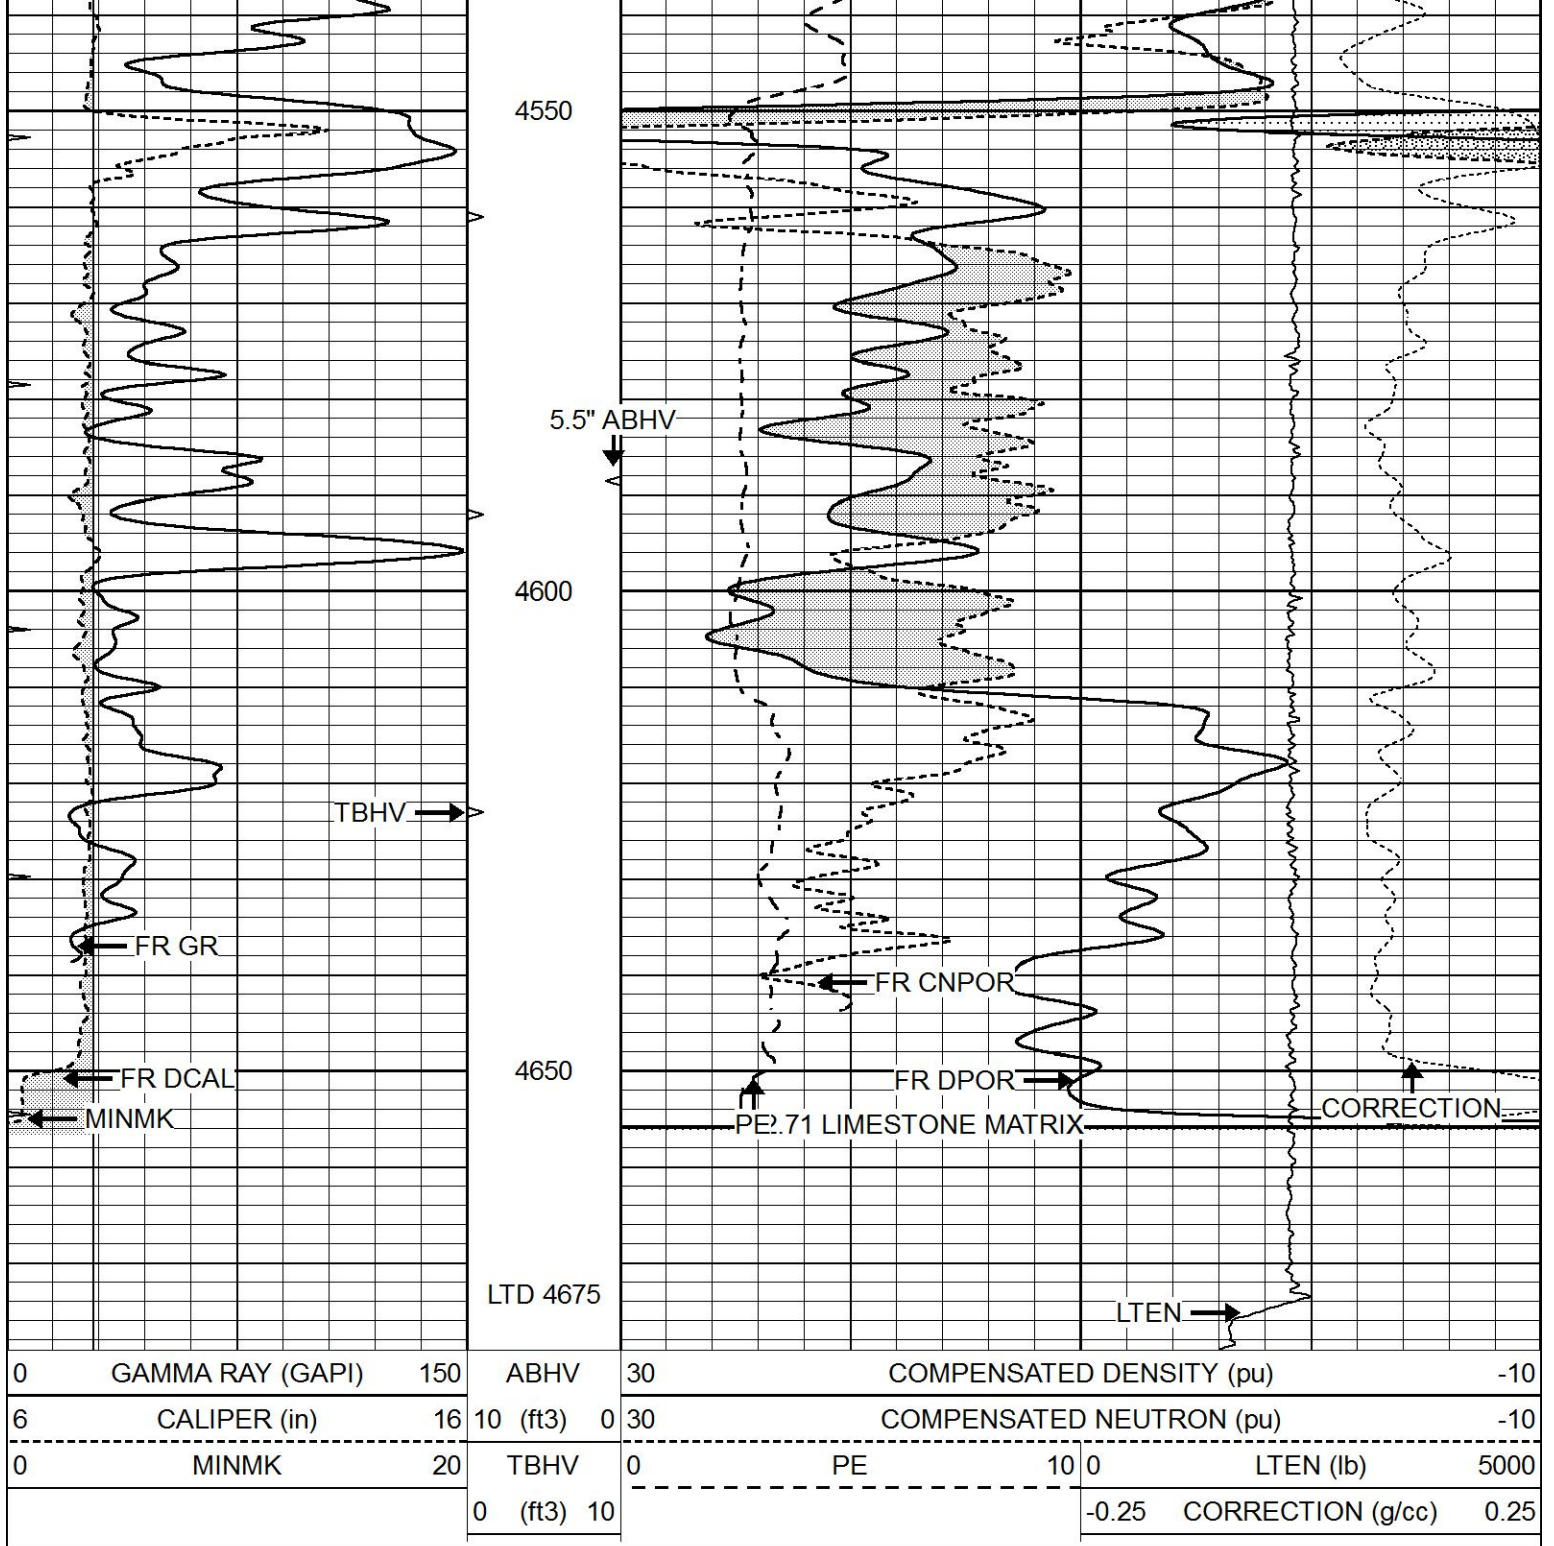 4550
5.5" ABHV
4600
TBHV
FR GR
FR CNPOR
4650
FR DCAL
FR DPOR
MINMK
CORRECTION
PE2.71 LIMESTONE MATRIX
LTD 4675
LTEN
0 GAMMA RAY (GAPI) 150 ABHV 30 COMPENSATED DENSITY (pu) -10
6 CALIPER (in) 16 10 (ft3) 0 30 COMPENSATED NEUTRON (pu) -10
0 MINMK 20 TBHV 0 PE 10 0 LTEN (lb) 5000
0 (ft3) 10 -0.25 CORRECTION (g/cc) 0.25